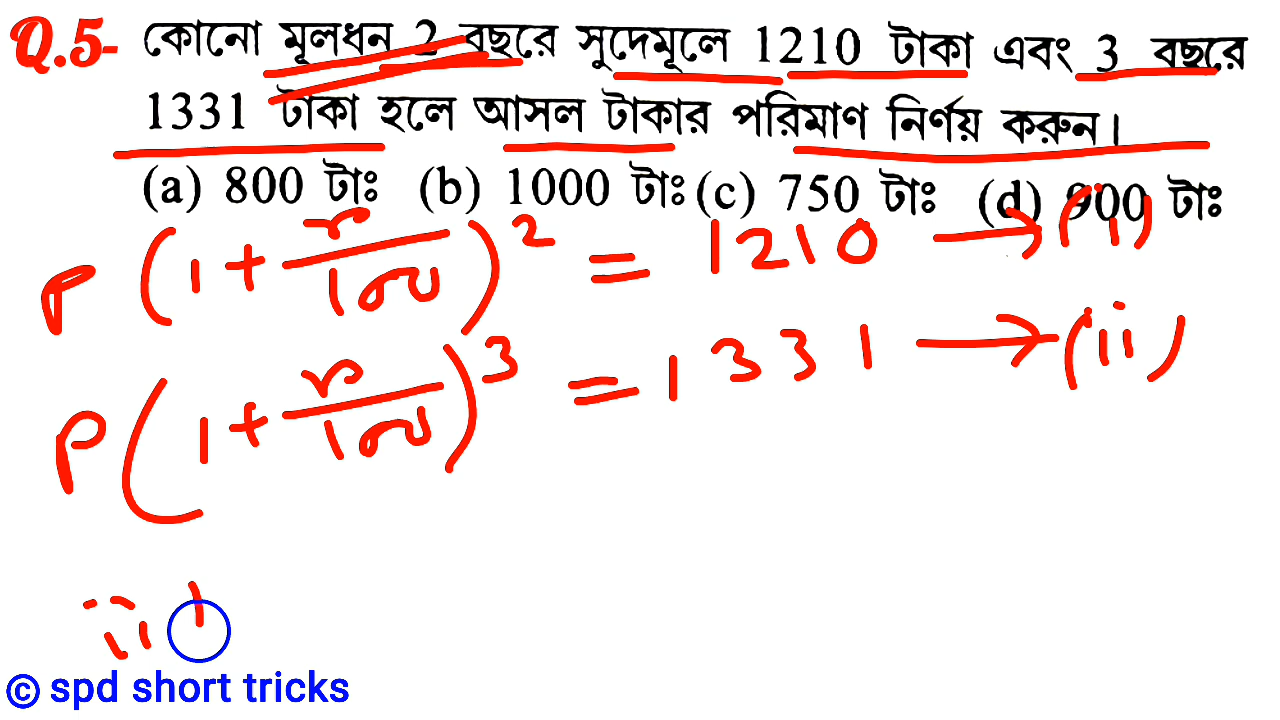 Q.5- কোনো মূলধন 2 বছরে সুদেমূলে 1210 টাকা এবং 3 বছরে
1331 টাকা হলে আসল টাকার পরিমাণ নির্ণয় করুন।
(a) 800 টাঃ (b) 1000 টাঃ (c) 750 টাঃ (d) 900 টাঃ
P(1+r/100)² = 1210 → (i)
P(1+r/100)³ = 1331 → (ii)
© spd short tricks